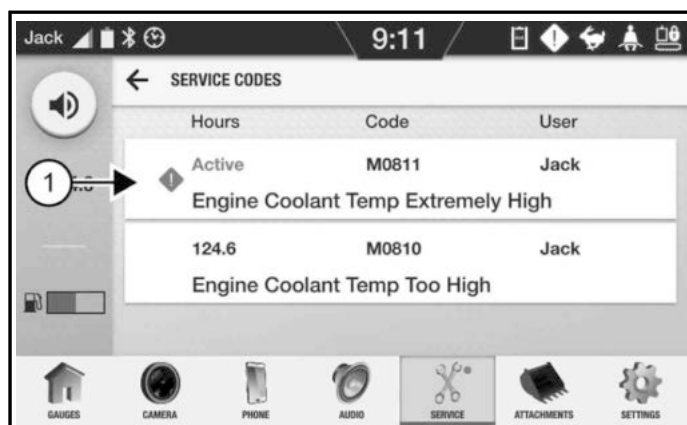 Jack 9:11
SERVICE CODES
Hours Code User
Active M0811 Jack
Engine Coolant Temp Extremely High
1
124.6 M0810 Jack
Engine Coolant Temp Too High
GAUGES CAMERA PHONE AUDIO SERVICE ATTACHMENTS SETTINGS